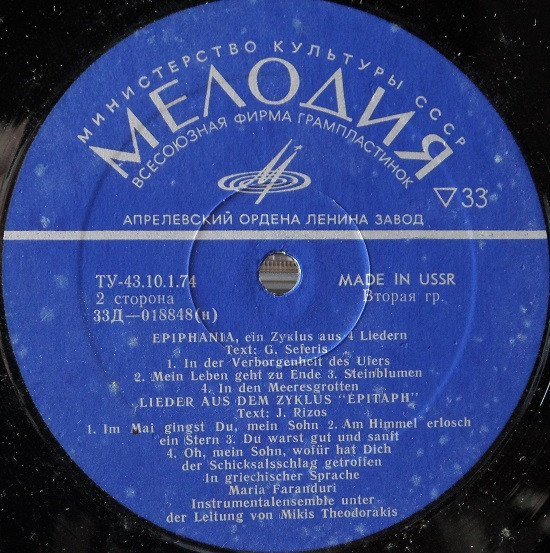 МИНИСТЕРСТВО КУЛЬТУРЫ СССР
МЕЛОДИЯ
ВСЕСОЮЗНАЯ ФИРМА ГРАМПЛАСТИНОК
▽33
АПРЕЛЕВСКИЙ ОРДЕНА ЛЕНИНА ЗАВОД
ТУ-43.10.1.74
MADE IN USSR
2 сторона
Вторая гр.
33Д—018848(н)
EPIPHANIA, ein Zyklus aus 4 Liedern
Text: G. Seferis
1. In der Verborgenheit des Ufers
2. Mein Leben geht zu Ende 3. Steinblumen
4. In den Meeresgrotten
LIEDER AUS DEM ZYKLUS "EPITAPH"
Text: J. Rizos
1. Im Mai gingst Du, mein Sohn 2. Am Himmel erlosch
ein Stern 3. Du warst gut und sanft
4. Oh, mein Sohn, wofür hat Dich
der Schicksalsschlag getroffen
In griechischer Sprache
Maria Faranduri
Instrumentalensemble unter
der Leitung von Mikis Theodorakis